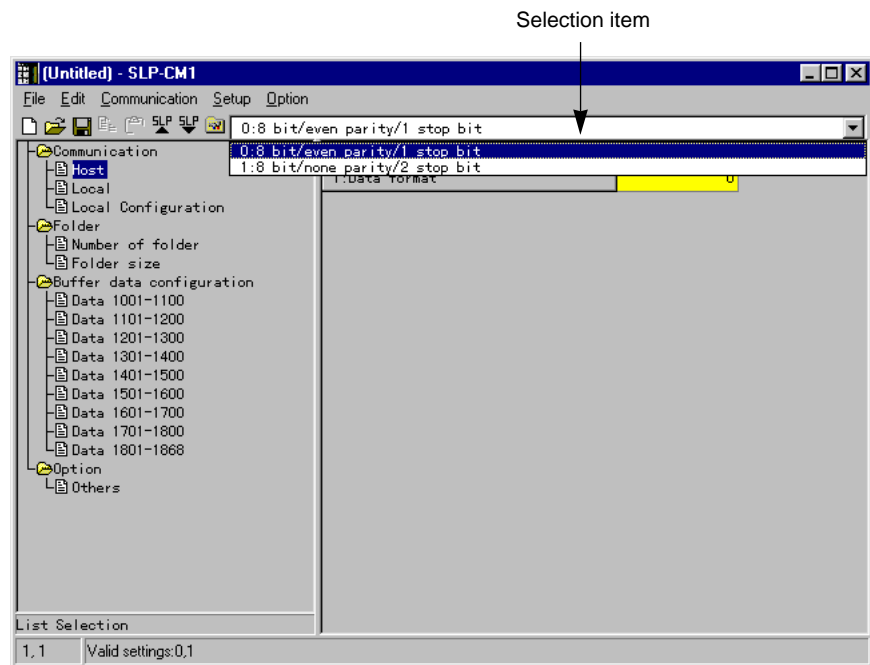 Selection item
(Untitled) - SLP-CM1
File Edit Communication Setup Option
SLP SLP 0:8 bit/even parity/1 stop bit
0:8 bit/even parity/1 stop bit
1:8 bit/none parity/2 stop bit
1:Data format 0
Communication
Host
Local
Local Configuration
Folder
Number of folder
Folder size
Buffer data configuration
Data 1001-1100
Data 1101-1200
Data 1201-1300
Data 1301-1400
Data 1401-1500
Data 1501-1600
Data 1601-1700
Data 1701-1800
Data 1801-1868
Option
Others
List Selection
1, 1 Valid settings:0,1